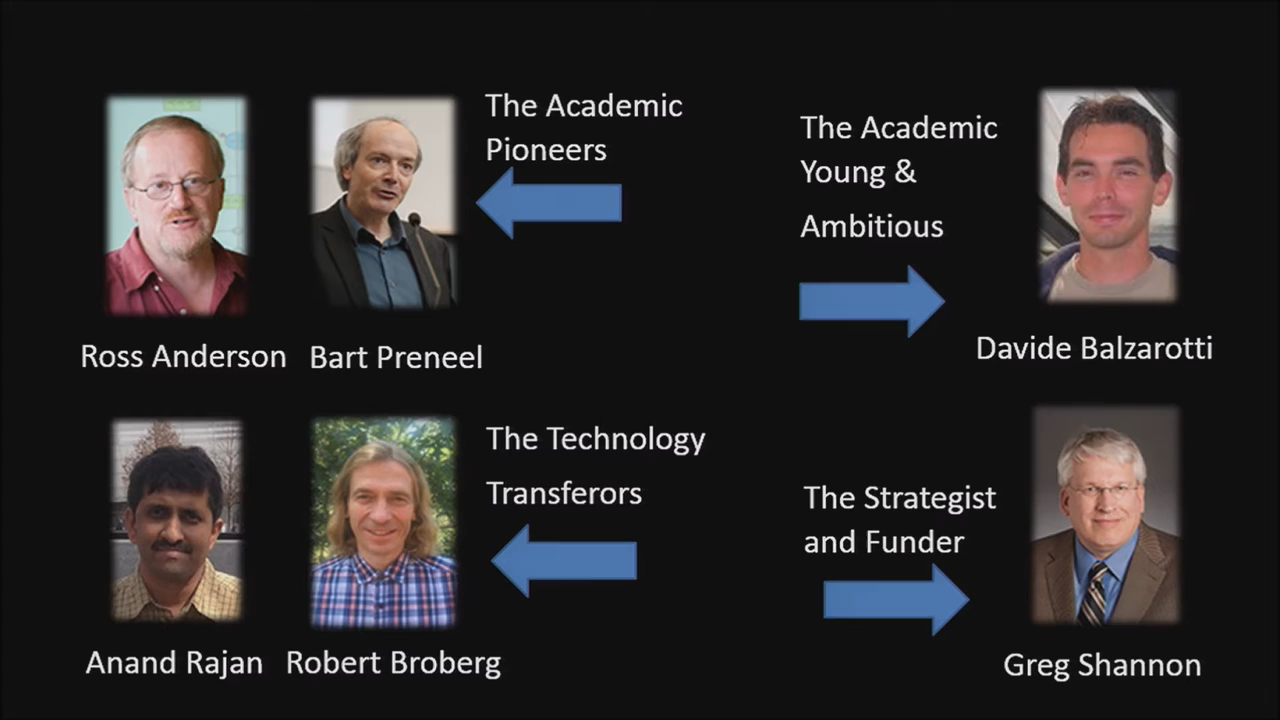 The Academic
Pioneers
The Academic
Young &
Ambitious
Ross Anderson
Bart Preneel
Davide Balzarotti
The Technology
Transferors
The Strategist
and Funder
Anand Rajan
Robert Broberg
Greg Shannon